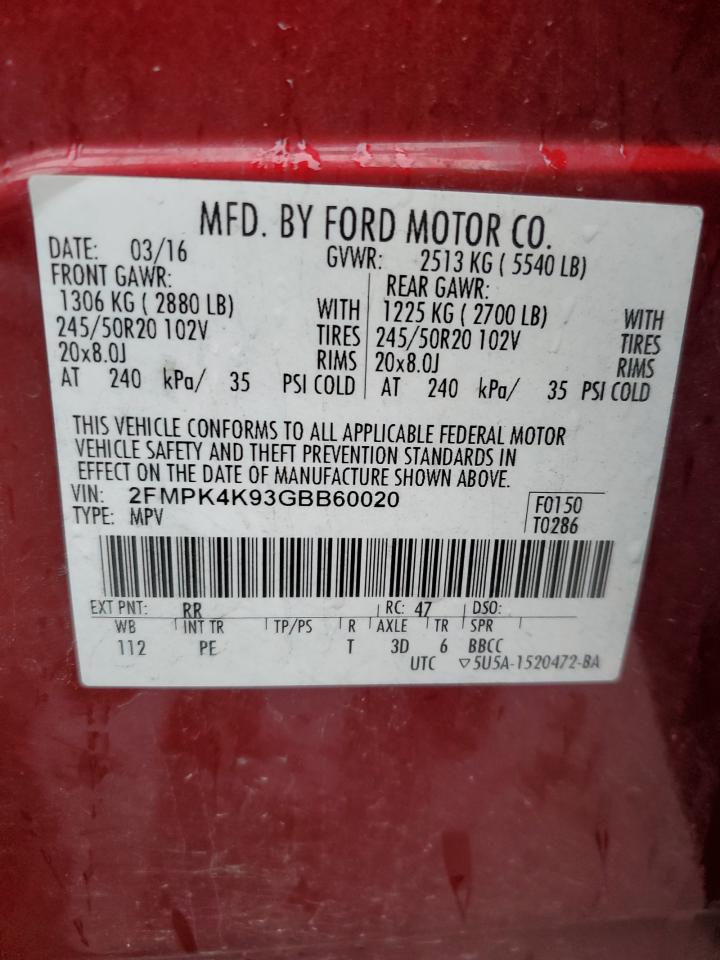 MFD. BY FORD MOTOR CO.
DATE: 03/16 GVWR: 2513 KG ( 5540 LB)
FRONT GAWR: REAR GAWR:
1306 KG ( 2880 LB) WITH 1225 KG ( 2700 LB) WITH
245/50R20 102V TIRES 245/50R20 102V TIRES
20x8.0J RIMS 20x8.0J RIMS
AT 240 kPa/ 35 PSI COLD AT 240 kPa/ 35 PSI COLD
THIS VEHICLE CONFORMS TO ALL APPLICABLE FEDERAL MOTOR
VEHICLE SAFETY AND THEFT PREVENTION STANDARDS IN
EFFECT ON THE DATE OF MANUFACTURE SHOWN ABOVE.
VIN: 2FMPK4K93GBB60020 F0150
TYPE: MPV T0286
EXT PNT: RR RC: 47 DSO:
WB INT TR TP/PS R AXLE TR SPR
112 PE T 3D 6 BBCC
UTC ▽5U5A-1520472-BA